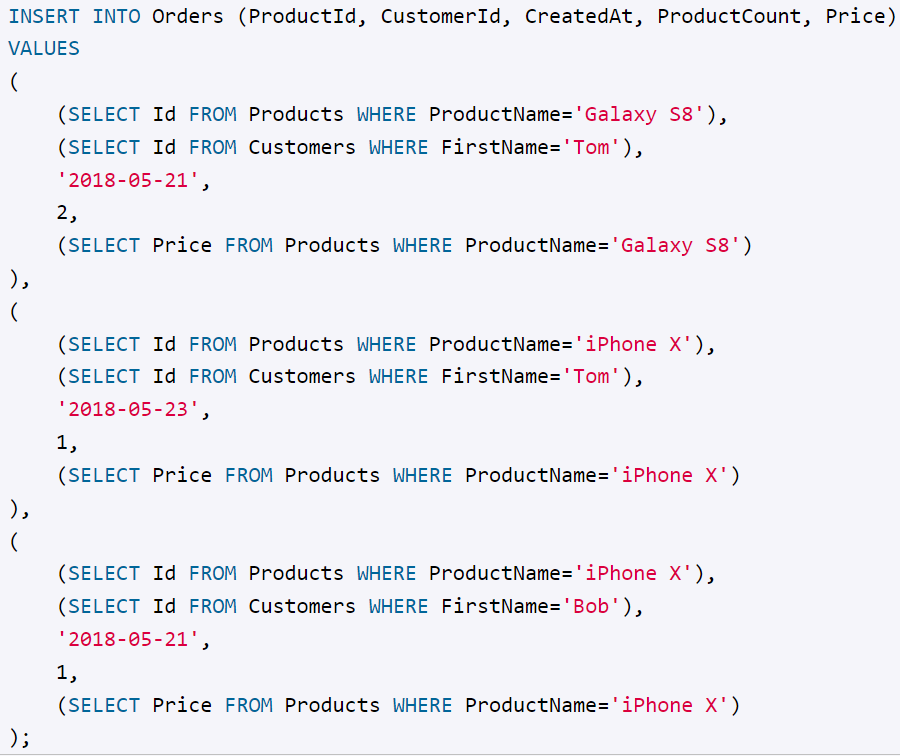 INSERT INTO Orders (ProductId, CustomerId, CreatedAt, ProductCount, Price)
VALUES
(
    (SELECT Id FROM Products WHERE ProductName='Galaxy S8'),
    (SELECT Id FROM Customers WHERE FirstName='Tom'),
    '2018-05-21',
    2,
    (SELECT Price FROM Products WHERE ProductName='Galaxy S8')
),
(
    (SELECT Id FROM Products WHERE ProductName='iPhone X'),
    (SELECT Id FROM Customers WHERE FirstName='Tom'),
    '2018-05-23',
    1,
    (SELECT Price FROM Products WHERE ProductName='iPhone X')
),
(
    (SELECT Id FROM Products WHERE ProductName='iPhone X'),
    (SELECT Id FROM Customers WHERE FirstName='Bob'),
    '2018-05-21',
    1,
    (SELECT Price FROM Products WHERE ProductName='iPhone X')
);